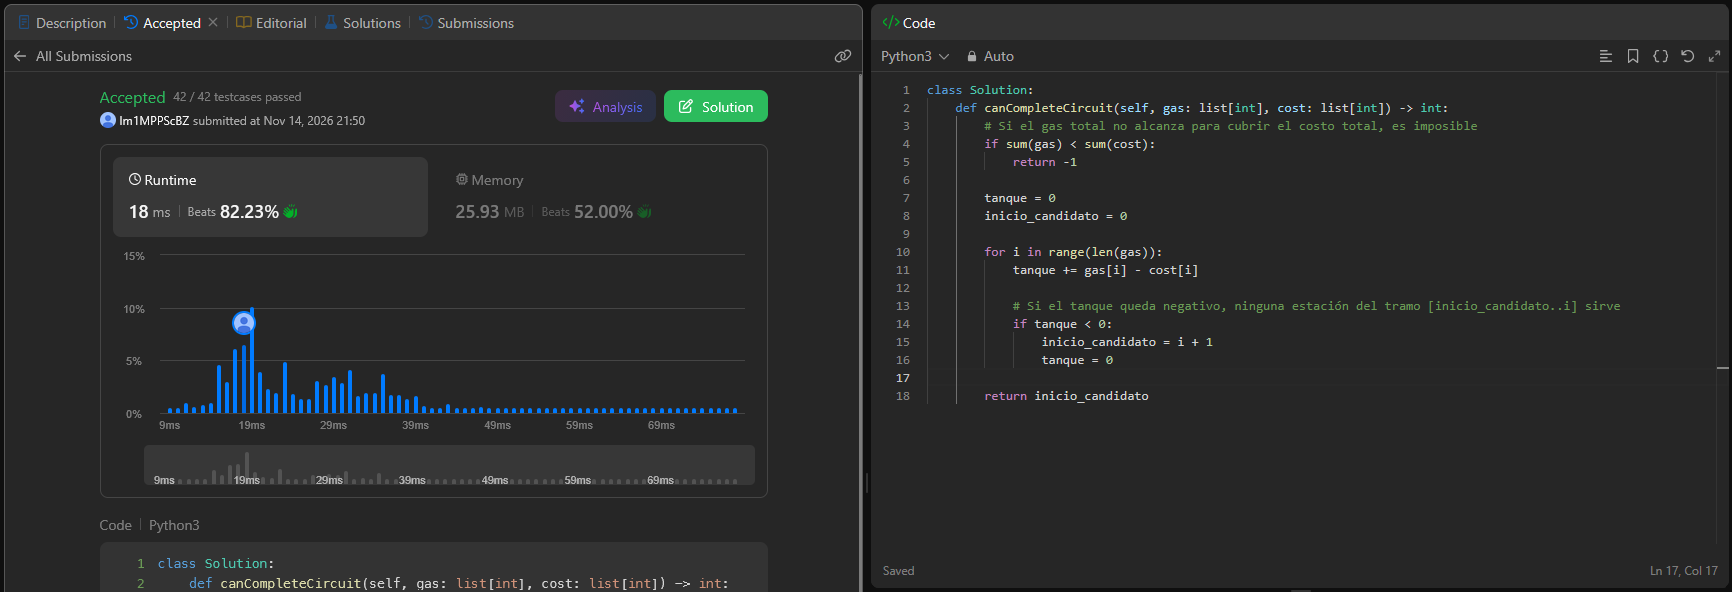 Description Accepted Editorial Solutions Submissions
All Submissions
Accepted 42 / 42 testcases passed
Im1MPPScBZ submitted at Nov 14, 2026 21:50
Analysis
Solution
Runtime
18 ms Beats 82.23%
Memory
25.93 MB Beats 52.00%
15%
10%
5%
0%
9ms 19ms 29ms 39ms 49ms 59ms 69ms
9ms 19ms 29ms 39ms 49ms 59ms 69ms
Code Python3
1 class Solution:
2 def canCompleteCircuit(self, gas: list[int], cost: list[int]) -> int:
</> Code
Python3 Auto
1 class Solution:
2 def canCompleteCircuit(self, gas: list[int], cost: list[int]) -> int:
3 # Si el gas total no alcanza para cubrir el costo total, es imposible
4 if sum(gas) < sum(cost):
5 return -1
6
7 tanque = 0
8 inicio_candidato = 0
9
10 for i in range(len(gas)):
11 tanque += gas[i] - cost[i]
12
13 # Si el tanque queda negativo, ninguna estación del tramo [inicio_candidato..i] sirve
14 if tanque < 0:
15 inicio_candidato = i + 1
16 tanque = 0
17
18 return inicio_candidato
Saved
Ln 17, Col 17